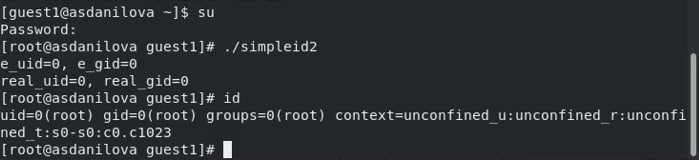 [guest1@asdanilova ~]$ su
Password:
[root@asdanilova guest1]# ./simpleid2
e_uid=0, e_gid=0
real_uid=0, real_gid=0
[root@asdanilova guest1]# id
uid=0(root) gid=0(root) groups=0(root) context=unconfined_u:unconfined_r:unconfi
ned_t:s0-s0:c0.c1023
[root@asdanilova guest1]#